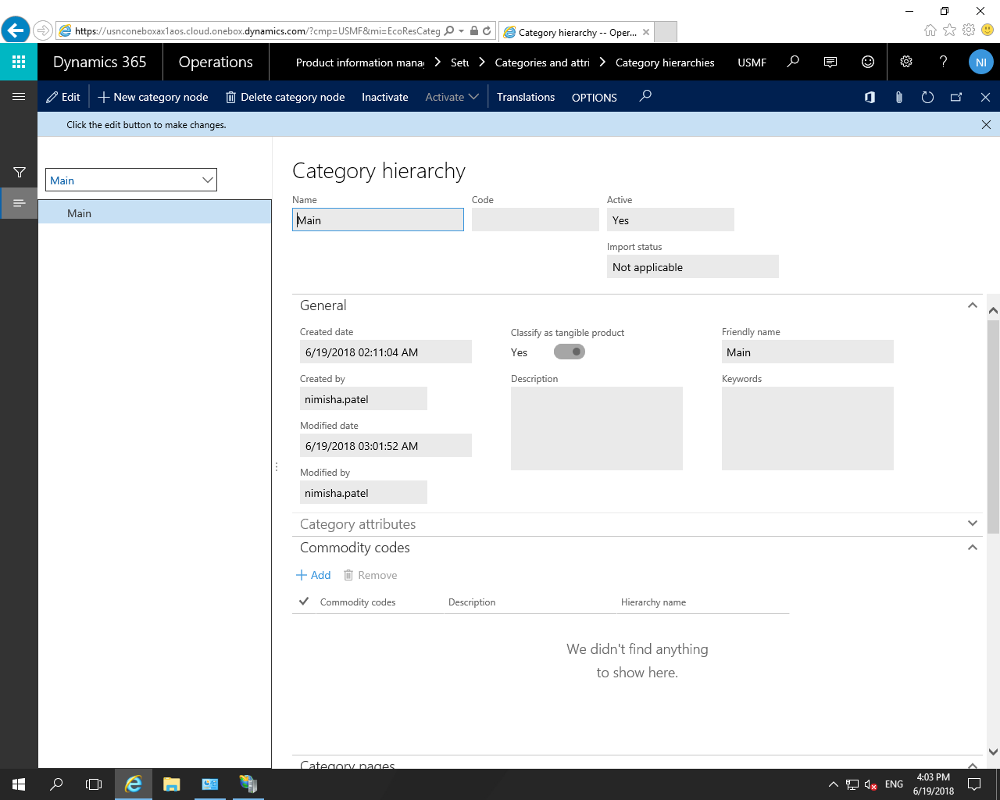 https://usnconeboxax1aos.cloud.onebox.dynamics.com/?cmp=USMF&mi=EcoResCateg
Category hierarchy -- Oper...
Dynamics 365
Operations
Product information mana
Setu
Categories and attri
Category hierarchies
USMF
?
NI
Edit
New category node
Delete category node
Inactivate
Activate
Translations
OPTIONS
Click the edit button to make changes.
Main
Main
Category hierarchy
Name
Code
Active
Main
Yes
Import status
Not applicable
General
Created date
Classify as tangible product
Friendly name
6/19/2018 02:11:04 AM
Yes
Main
Created by
Description
Keywords
nimisha.patel
Modified date
6/19/2018 03:01:52 AM
Modified by
nimisha.patel
Category attributes
Commodity codes
Add
Remove
Commodity codes
Description
Hierarchy name
We didn't find anything
to show here.
Category pages
ENG
4:03 PM
6/19/2018